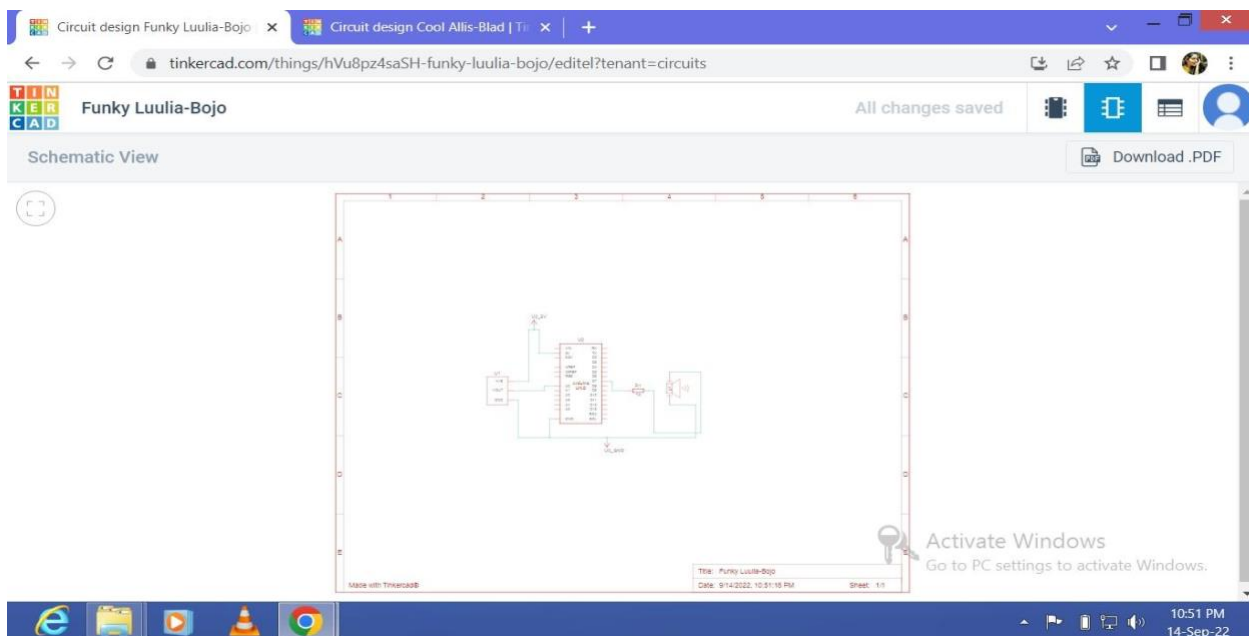 Circuit design Funky Luulia-Bojo
Circuit design Cool Allis-Blad | Ti
tinkercad.com/things/hVu8pz4saSH-funky-luulia-bojo/editel?tenant=circuits
TINKERCAD
Funky Luulia-Bojo
All changes saved
Schematic View
Download .PDF
1 2 3 4 5 6
A A
B B
C C
D D
E E
Made with Tinkercad®
Title: Funky Luulia-Bojo
Date: 9/14/2022, 10:51:16 PM Sheet: 1/1
Activate Windows
Go to PC settings to activate Windows.
10:51 PM
14-Sep-22